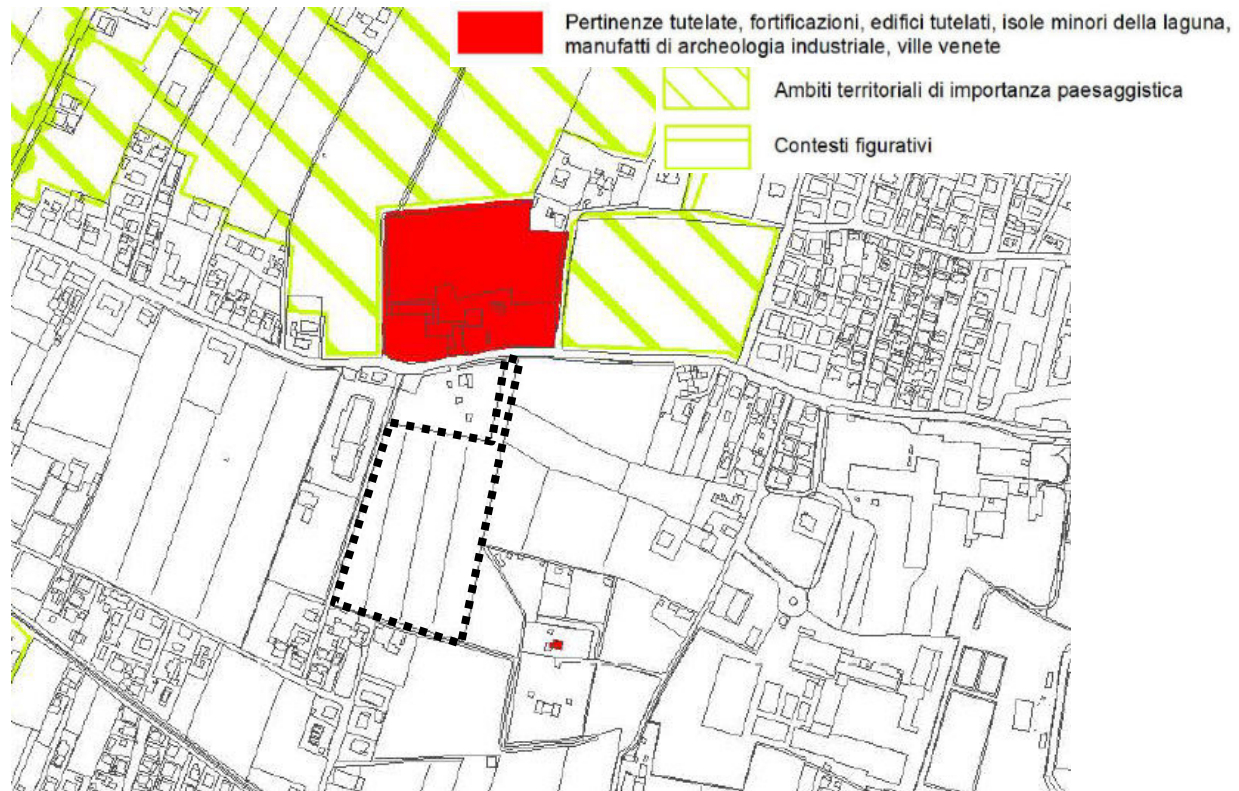 Pertinenze tutelate, fortificazioni, edifici tutelati, isole minori della laguna,
manufatti di archeologia industriale, ville venete
Ambiti territoriali di importanza paesaggistica
Contesti figurativi